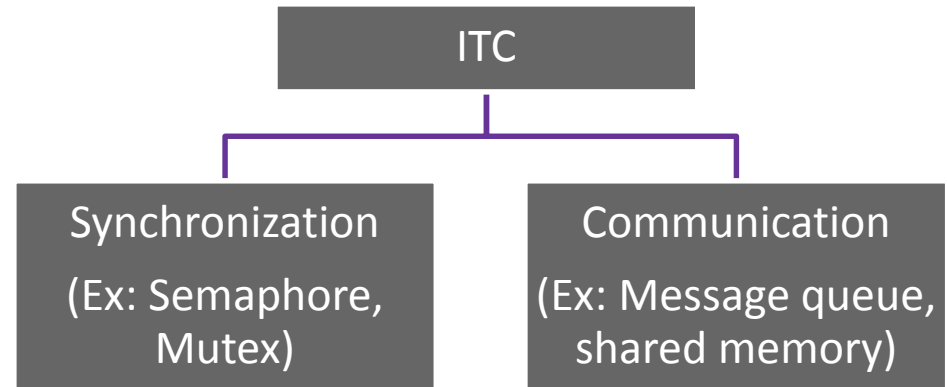 ITC
Synchronization
(Ex: Semaphore,
Mutex)
Communication
(Ex: Message queue,
shared memory)